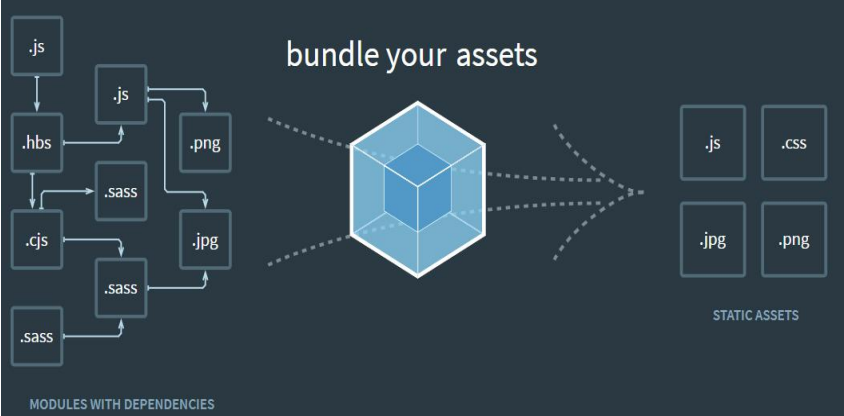 bundle your assets
.js
.js
.hbs
.png
.sass
.cjs
.jpg
.sass
.sass
MODULES WITH DEPENDENCIES
.js
.css
.jpg
.png
STATIC ASSETS